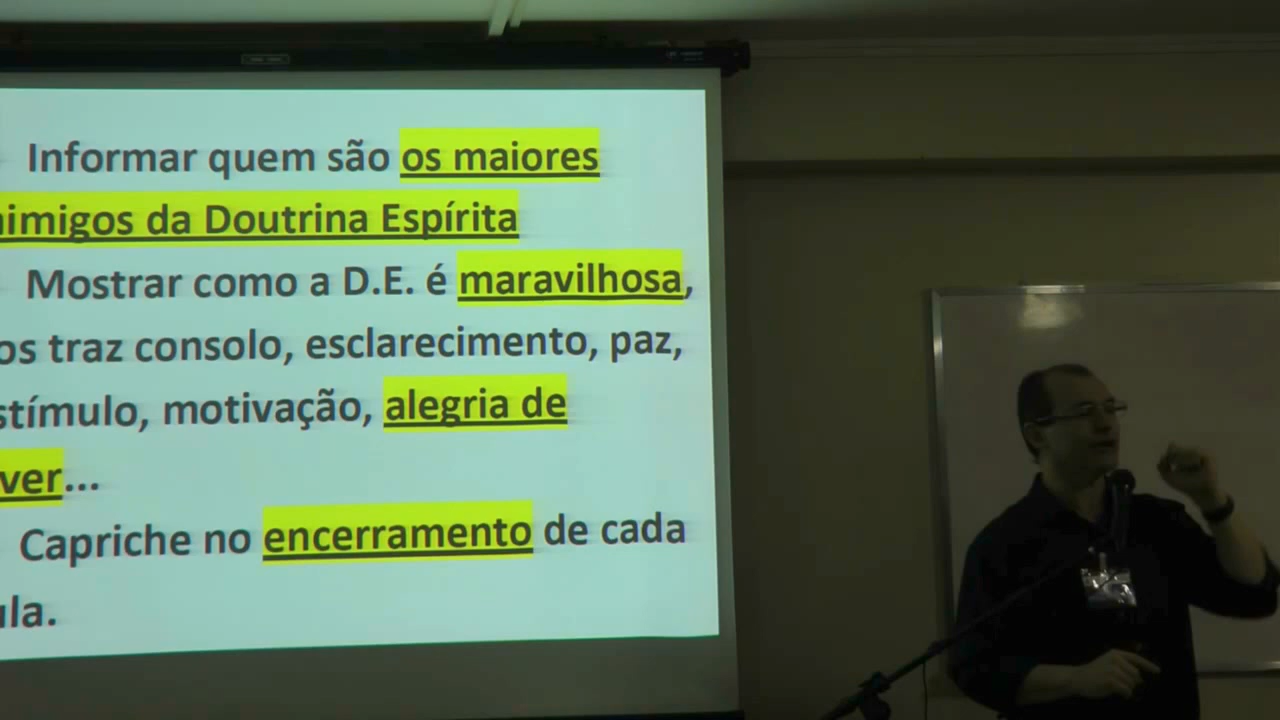 Informar quem são os maiores
nimigos da Doutrina Espírita
Mostrar como a D.E. é maravilhosa,
os traz consolo, esclarecimento, paz,
stímulo, motivação, alegria de
ver...
Capriche no encerramento de cada
ula.